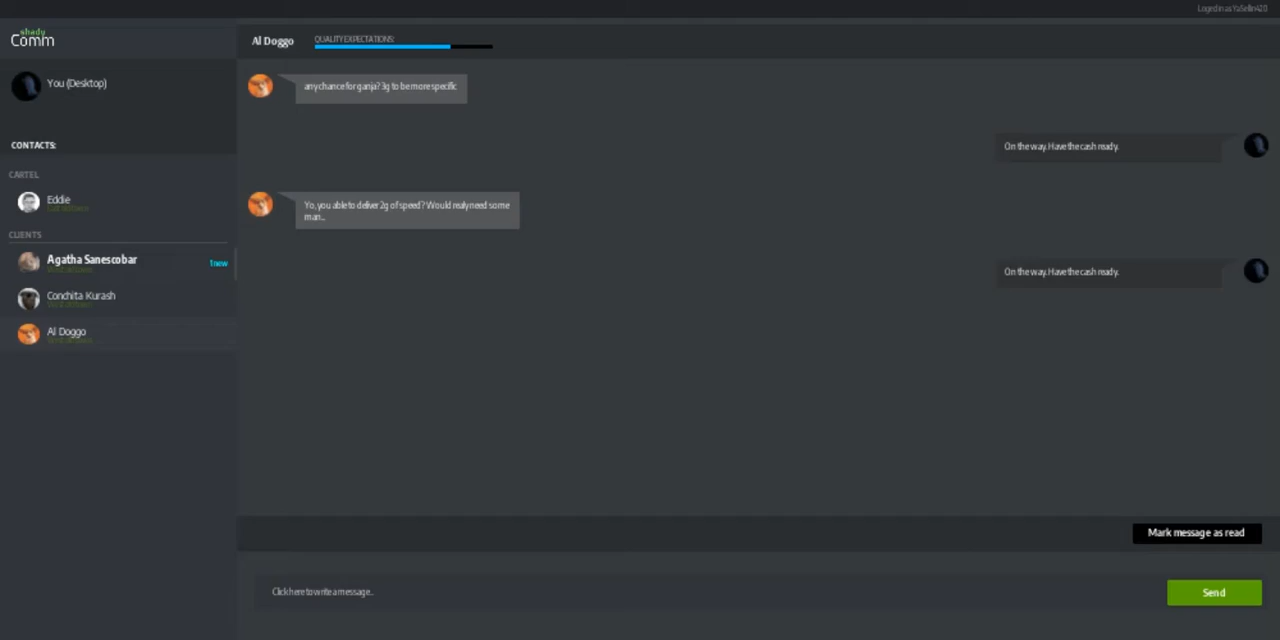 Loged in as YaSellin420
shady
Comm
Al Doggo
QUALITY EXPECTATIONS:
You (Desktop)
any chance for ganja? 3g to be more specific
CONTACTS:
On the way. Have the cash ready.
CARTEL
Eddie
Yo, you able to deliver 2g of speed? Would realy need some
man...
CLIENTS
Agatha Sanescobar
1 new
On the way. Have the cash ready.
Conchita Kurash
Al Doggo
Mark message as read
Click here to write a message..
Send